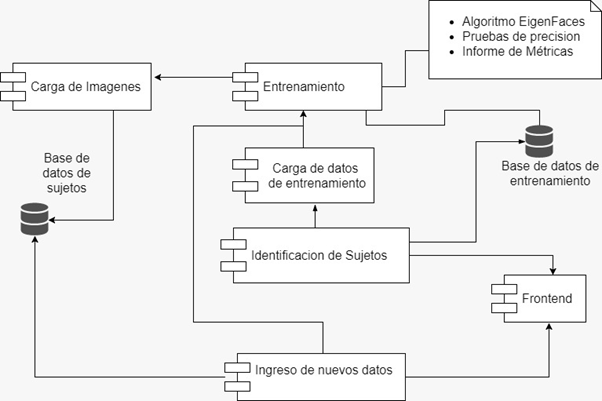 Algoritmo EigenFaces
Pruebas de precision
Informe de Métricas
Carga de Imagenes
Entrenamiento
Base de
datos de
sujetos
Carga de datos
de entrenamiento
Base de datos de
entrenamiento
Identificacion de Sujetos
Frontend
Ingreso de nuevos datos